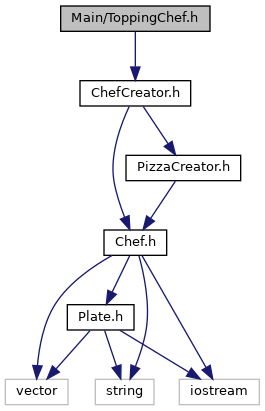 Main/ToppingChef.h
ChefCreator.h
PizzaCreator.h
Chef.h
Plate.h
vector
string
iostream